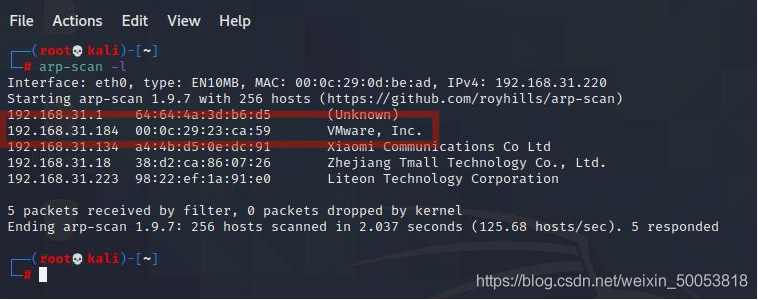 File Actions Edit View Help
┌──(root💀kali)-[~]
└─# arp-scan -l
Interface: eth0, type: EN10MB, MAC: 00:0c:29:0d:be:ad, IPv4: 192.168.31.220
Starting arp-scan 1.9.7 with 256 hosts (https://github.com/royhills/arp-scan)
192.168.31.1 64:64:4a:3d:b6:d5 (Unknown)
192.168.31.184 00:0c:29:23:ca:59 VMware, Inc.
192.168.31.134 a4:4b:d5:0e:dc:91 Xiaomi Communications Co Ltd
192.168.31.18 38:d2:ca:86:07:26 Zhejiang Tmall Technology Co., Ltd.
192.168.31.223 98:22:ef:1a:91:e0 Liteon Technology Corporation
5 packets received by filter, 0 packets dropped by kernel
Ending arp-scan 1.9.7: 256 hosts scanned in 2.037 seconds (125.68 hosts/sec). 5 responded
┌──(root💀kali)-[~]
└─#
https://blog.csdn.net/weixin_50053818